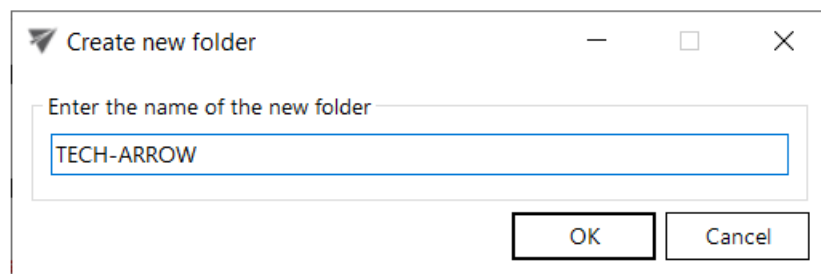 Create new folder
Enter the name of the new folder
TECH-ARROW
OK
Cancel